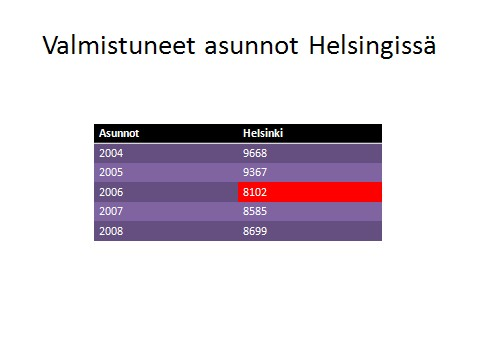 Valmistuneet asunnot Helsingissä
Asunnot Helsinki
2004 9668
2005 9367
2006 8102
2007 8585
2008 8699